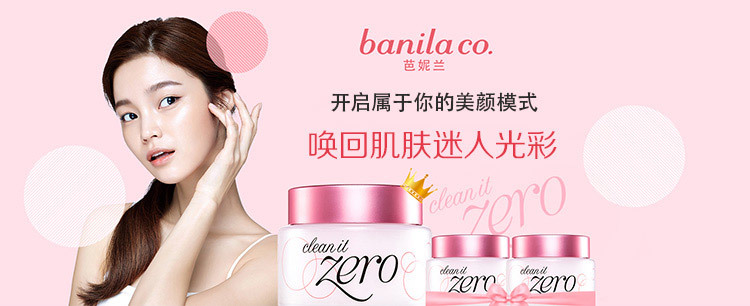 banila co.
芭妮兰
开启属于你的美颜模式
唤回肌肤迷人光彩
clean it
zero
clean it
zero
clean it
zero
clean it
zero